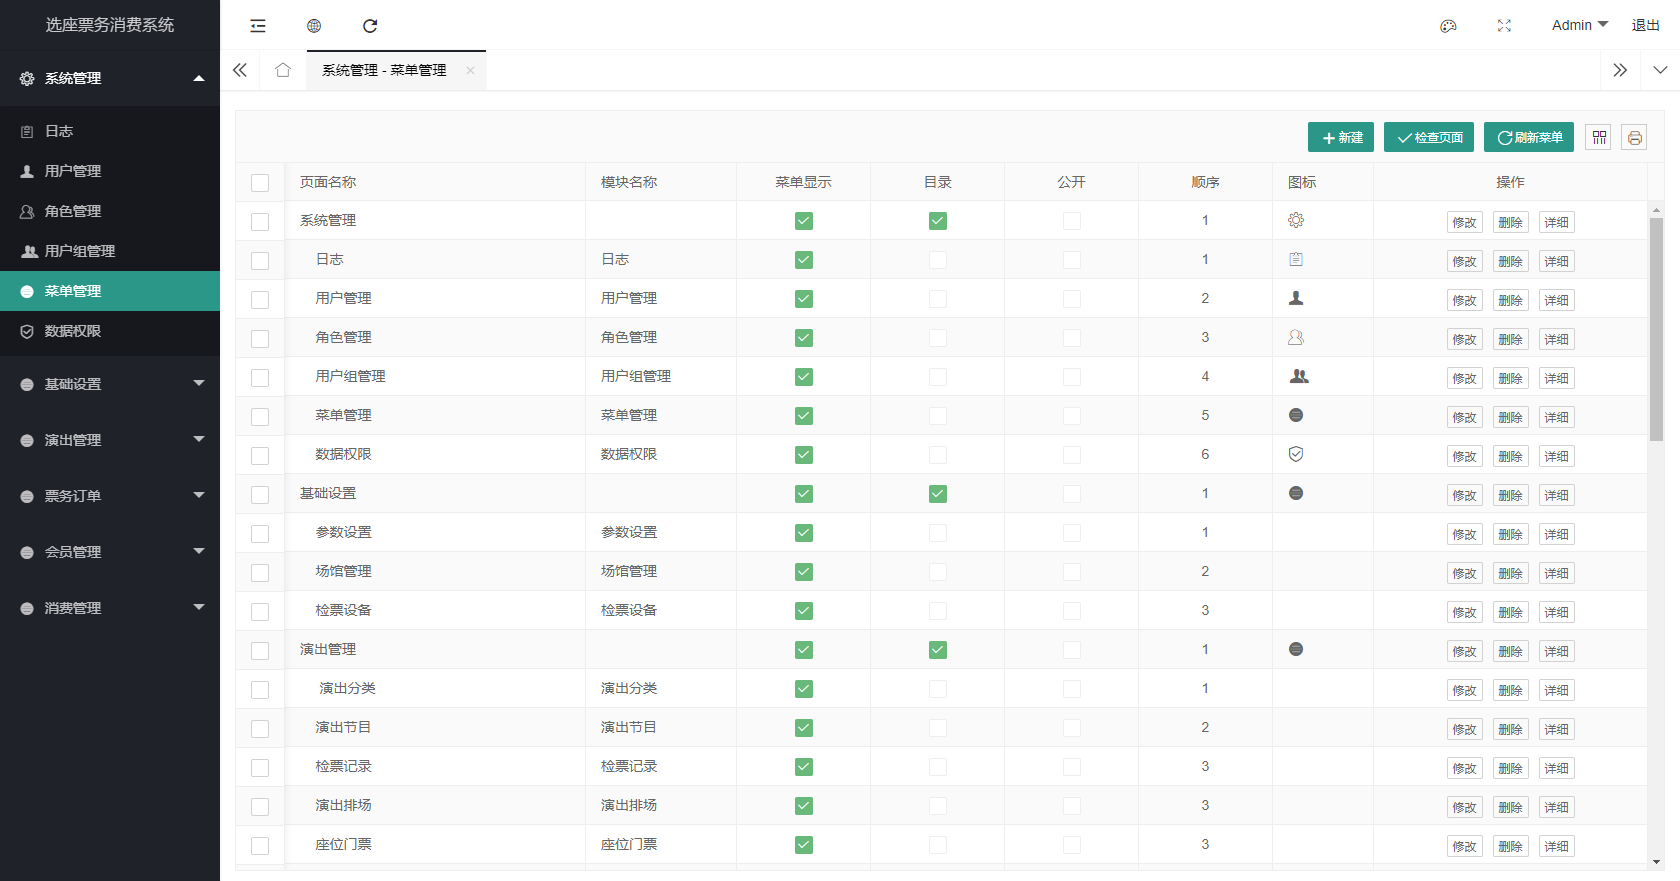 选座票务消费系统
Admin 退出
系统管理
系统管理 - 菜单管理
日志
用户管理
角色管理
用户组管理
菜单管理
数据权限
基础设置
演出管理
票务订单
会员管理
消费管理
新建 检查页面 刷新菜单
页面名称 模块名称 菜单显示 目录 公开 顺序 图标 操作
系统管理 1 修改 删除 详细
日志 日志 1 修改 删除 详细
用户管理 用户管理 2 修改 删除 详细
角色管理 角色管理 3 修改 删除 详细
用户组管理 用户组管理 4 修改 删除 详细
菜单管理 菜单管理 5 修改 删除 详细
数据权限 数据权限 6 修改 删除 详细
基础设置 1 修改 删除 详细
参数设置 参数设置 1 修改 删除 详细
场馆管理 场馆管理 2 修改 删除 详细
检票设备 检票设备 3 修改 删除 详细
演出管理 1 修改 删除 详细
演出分类 演出分类 1 修改 删除 详细
演出节目 演出节目 2 修改 删除 详细
检票记录 检票记录 3 修改 删除 详细
演出排场 演出排场 3 修改 删除 详细
座位门票 座位门票 3 修改 删除 详细